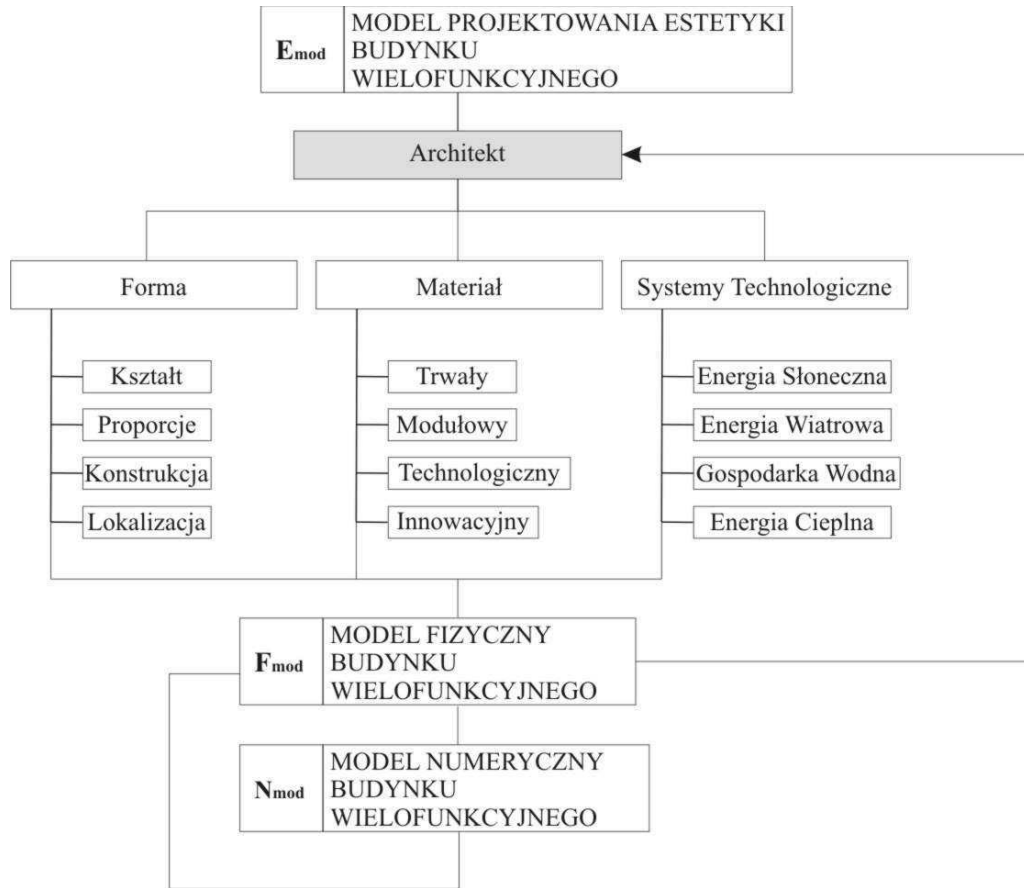 Emod
MODEL PROJEKTOWANIA ESTETYKI
BUDYNKU
WIELOFUNKCYJNEGO
Architekt
Forma
Materiał
Systemy Technologiczne
Kształt
Trwały
Energia Słoneczna
Proporcje
Modułowy
Energia Wiatrowa
Konstrukcja
Technologiczny
Gospodarka Wodna
Lokalizacja
Innowacyjny
Energia Cieplna
Fmod
MODEL FIZYCZNY
BUDYNKU
WIELOFUNKCYJNEGO
Nmod
MODEL NUMERYCZNY
BUDYNKU
WIELOFUNKCYJNEGO